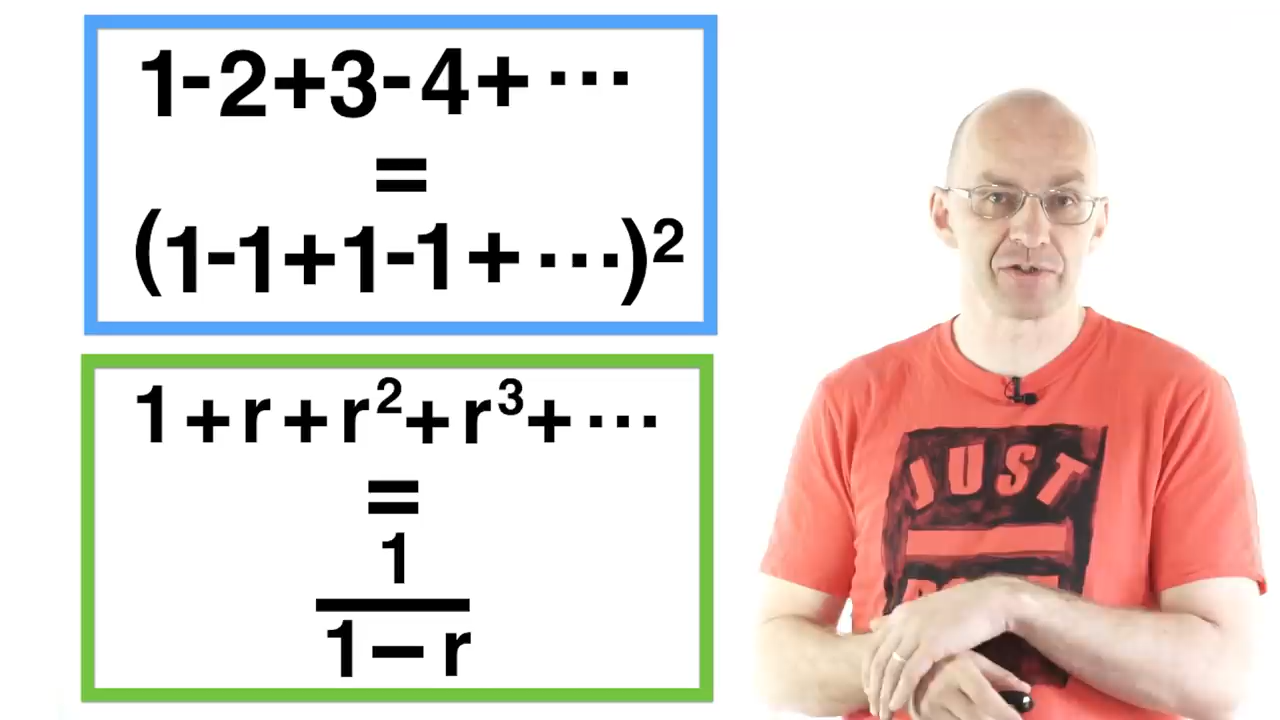 1-2+3-4+⋯
=
(1-1+1-1+⋯)²
1+r+r²+r³+⋯
=
1
1−r
JUST